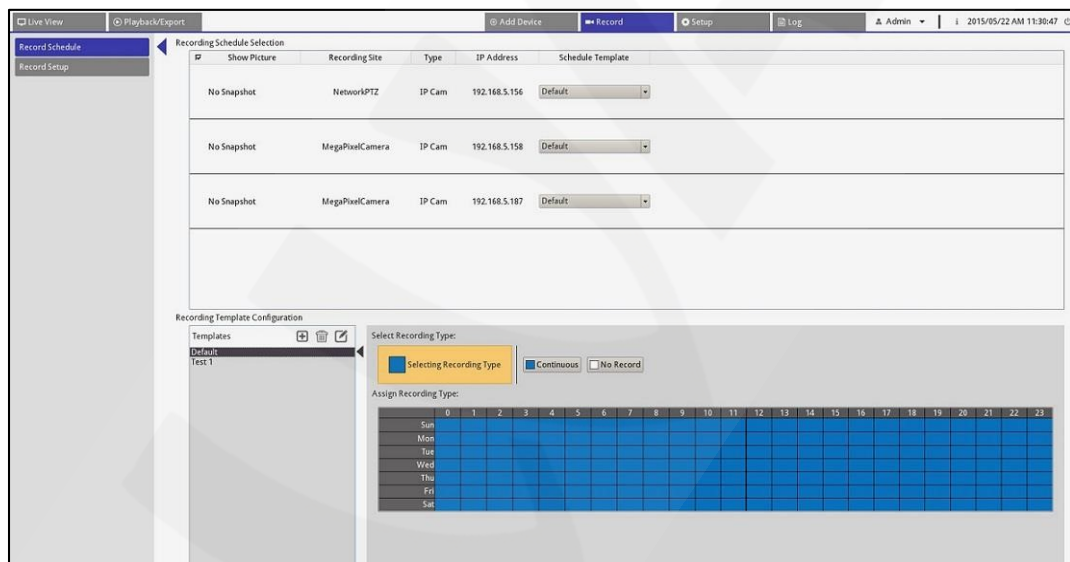 Live View Playback/Export Add Device Record Setup Log Admin i 2015/05/22 AM 11:30:47
Record Schedule
Record Setup
Recording Schedule Selection
Show Picture Recording Site Type IP Address Schedule Template
No Snapshot NetworkPTZ IP Cam 192.168.5.156 Default
No Snapshot MegaPixelCamera IP Cam 192.168.5.158 Default
No Snapshot MegaPixelCamera IP Cam 192.168.5.187 Default
Recording Template Configuration
Templates
Default
Test 1
Select Recording Type:
Selecting Recording Type Continuous No Record
Assign Recording Type:
0 1 2 3 4 5 6 7 8 9 10 11 12 13 14 15 16 17 18 19 20 21 22 23
Sun
Mon
Tue
Wed
Thu
Fri
Sat